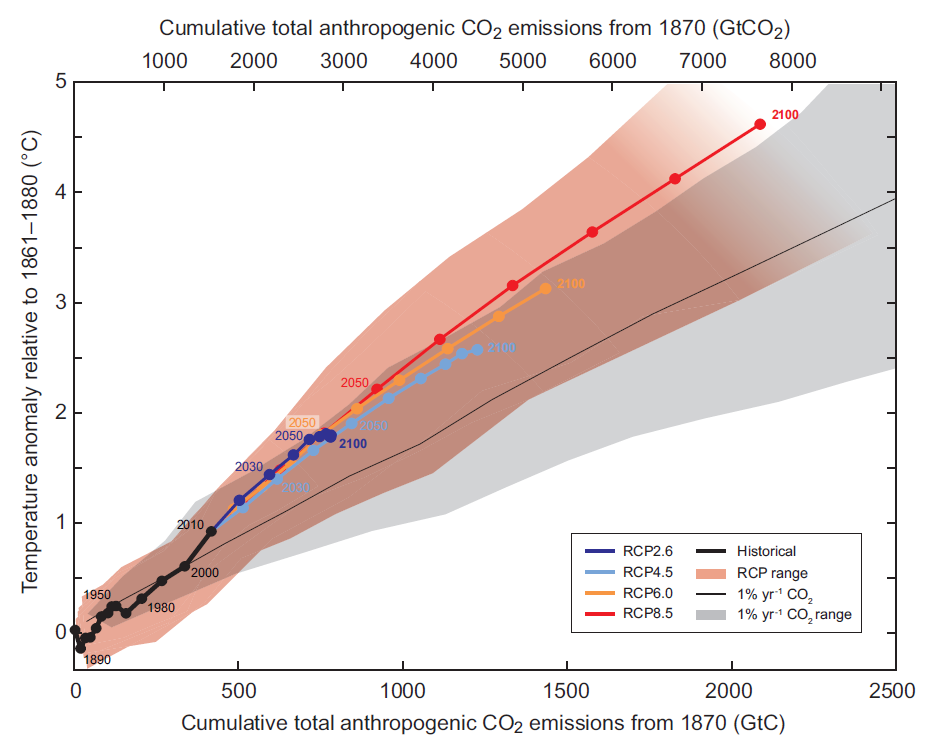 Cumulative total anthropogenic CO2 emissions from 1870 (GtCO2)
1000 2000 3000 4000 5000 6000 7000 8000
5
4
3
2
1
0
Temperature anomaly relative to 1861–1880 (°C)
2100
2100
2100
2050
2050
2050
2050
2100
2030
2030
2010
2000
1950
1980
1890
RCP2.6
RCP4.5
RCP6.0
RCP8.5
Historical
RCP range
1% yr-1 CO2
1% yr-1 CO2 range
0 500 1000 1500 2000 2500
Cumulative total anthropogenic CO2 emissions from 1870 (GtC)